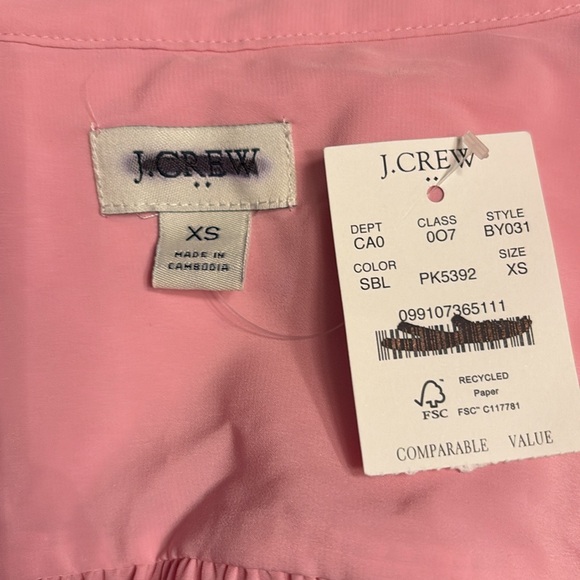 J.CREW
XS
MADE IN
CAMBODIA
J.CREW
DEPT CLASS STYLE
CA0 0O7 BY031
COLOR SIZE
SBL PK5392 XS
099107365111
RECYCLED
Paper
FSC FSC™ C117781
COMPARABLE VALUE